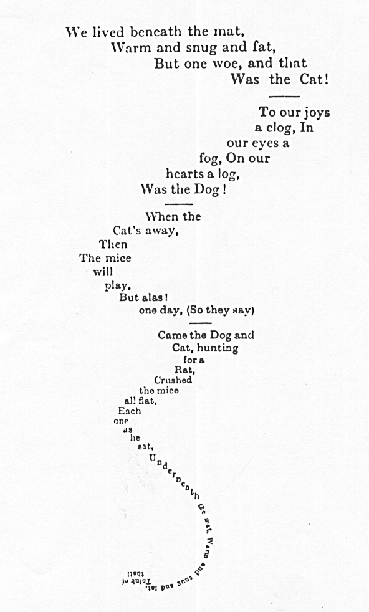 We lived beneath the mat,
Warm and snug and fat,
But one woe, and that
Was the Cat!
To our joys
a clog, In
our eyes a
fog, On our
hearts a log,
Was the Dog!
When the
Cat's away,
Then
The mice
will
play,
But alas!
one day, (So they say)
Came the Dog and
Cat, hunting
for a
Rat,
Crushed
the mice
all flat,
Each
one
as
he
sat,
Underneath the mat, Warm and snug and fat, Think of
that!